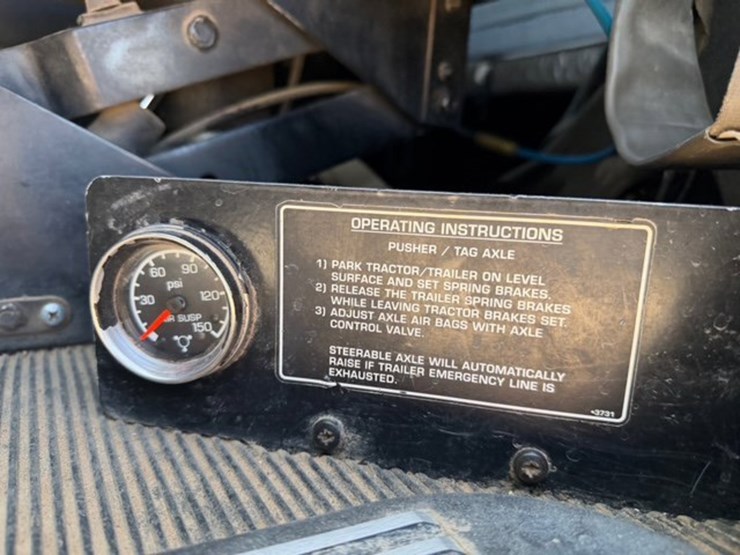 60 90
psi
30 120
AIR SUSP
150
OPERATING INSTRUCTIONS
PUSHER / TAG AXLE
1) PARK TRACTOR/TRAILER ON LEVEL
SURFACE AND SET SPRING BRAKES.
2) RELEASE THE TRAILER SPRING BRAKES
WHILE LEAVING TRACTOR BRAKES SET.
3) ADJUST AXLE AIR BAGS WITH AXLE
CONTROL VALVE.
STEERABLE AXLE WILL AUTOMATICALLY
RAISE IF TRAILER EMERGENCY LINE IS
EXHAUSTED.
•3731